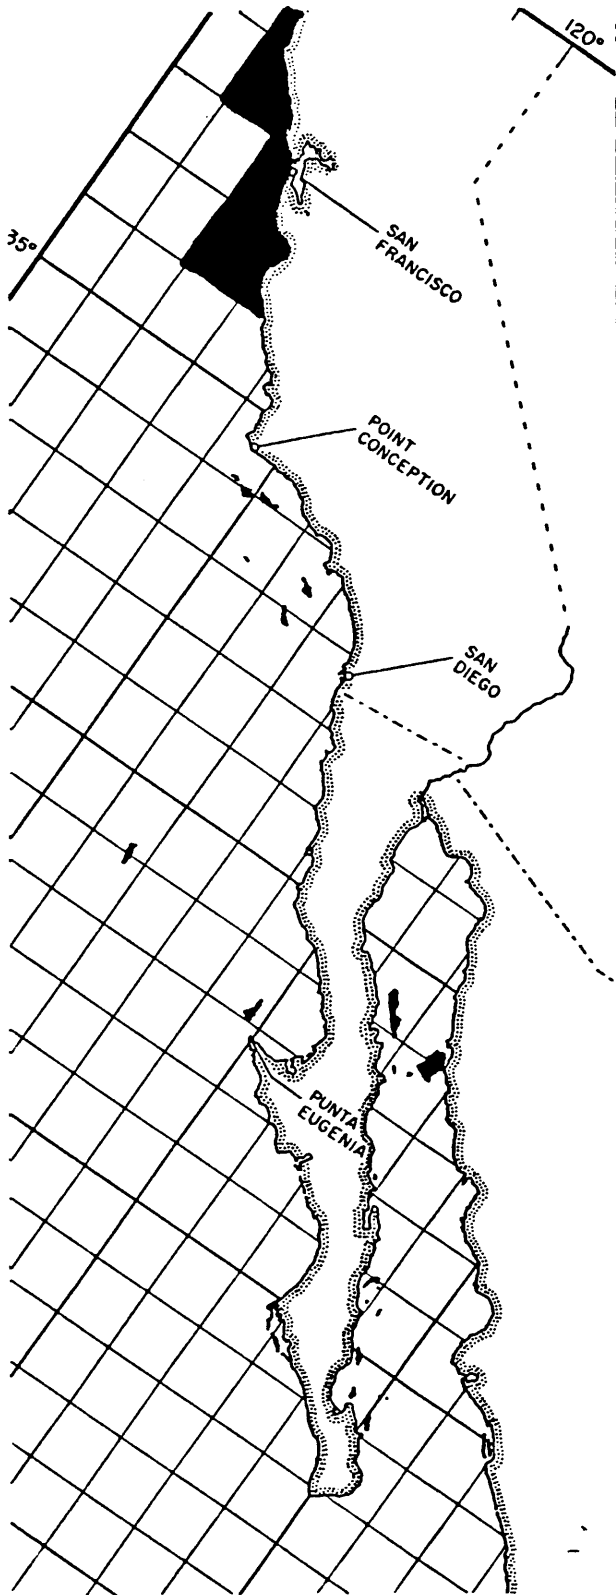 120°
35°
SAN
FRANCISCO
POINT
CONCEPTION
SAN
DIEGO
PUNTA
EUGENIA